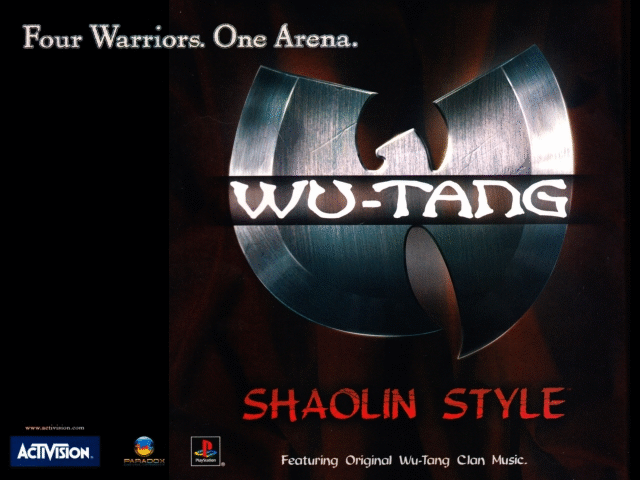 Four Warriors. One Arena.
WU-TANG
SHAOLIN STYLE
www.activision.com
ACTIVISION.
PARADOX
PlayStation
Featuring Original Wu-Tang Clan Music.